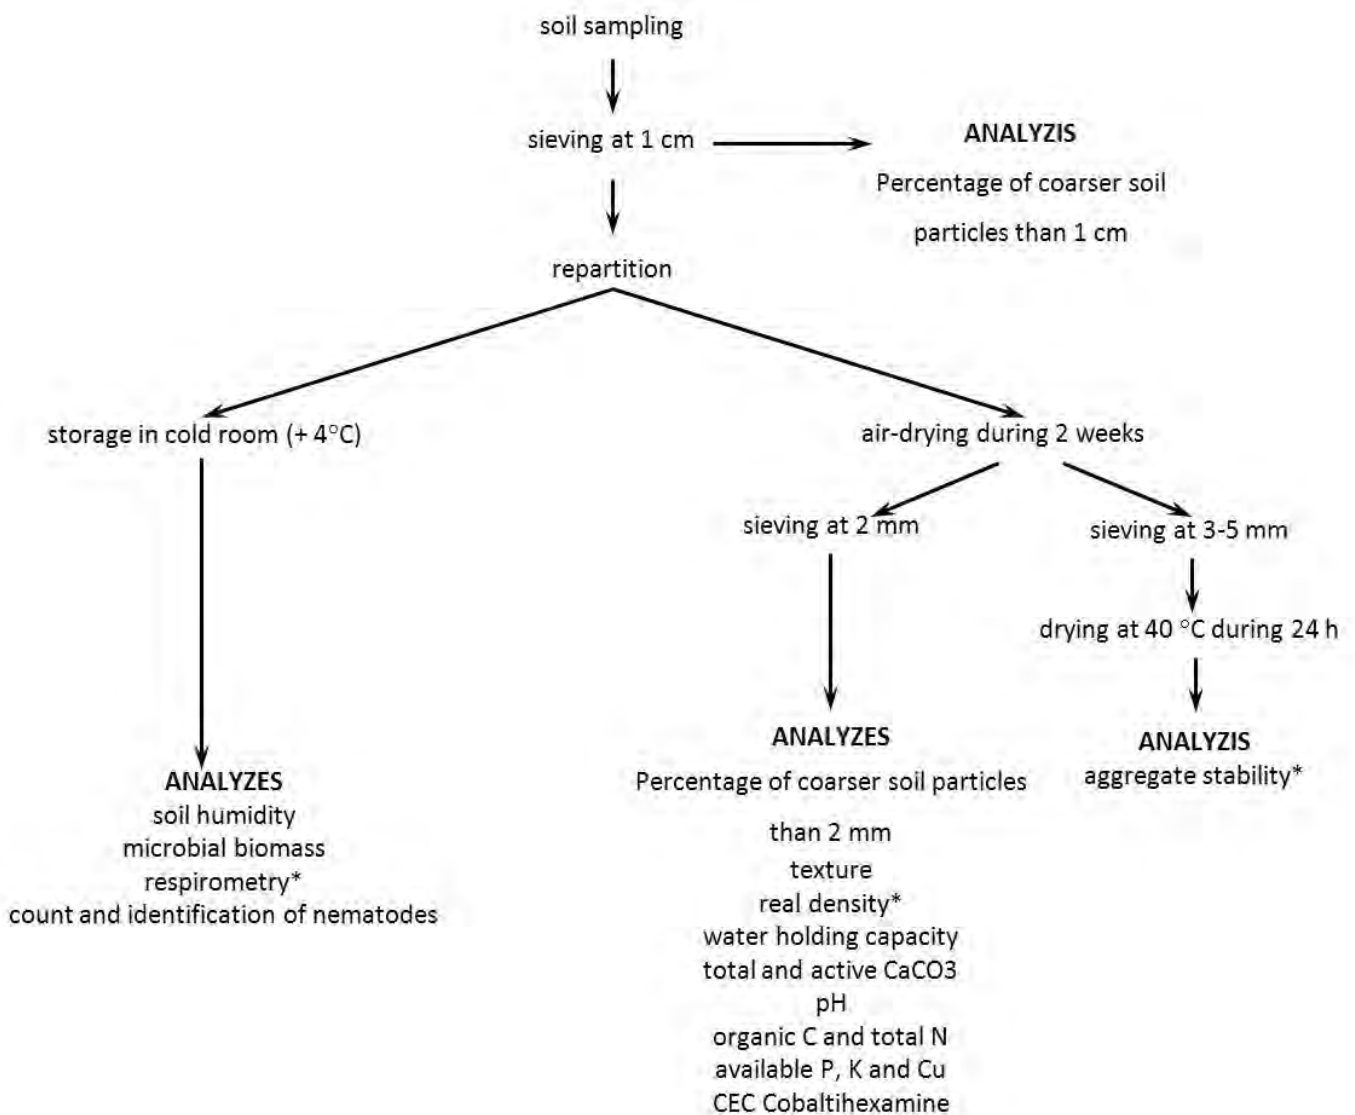 soil sampling
sieving at 1 cm
ANALYZIS
Percentage of coarser soil
particles than 1 cm
repartition
storage in cold room (+ 4°C)
air-drying during 2 weeks
sieving at 2 mm
sieving at 3-5 mm
drying at 40 °C during 24 h
ANALYZES
soil humidity
microbial biomass
respirometry*
count and identification of nematodes
ANALYZES
Percentage of coarser soil particles
than 2 mm
texture
real density*
water holding capacity
total and active CaCO3
pH
organic C and total N
available P, K and Cu
CEC Cobaltihexamine
ANALYZIS
aggregate stability*